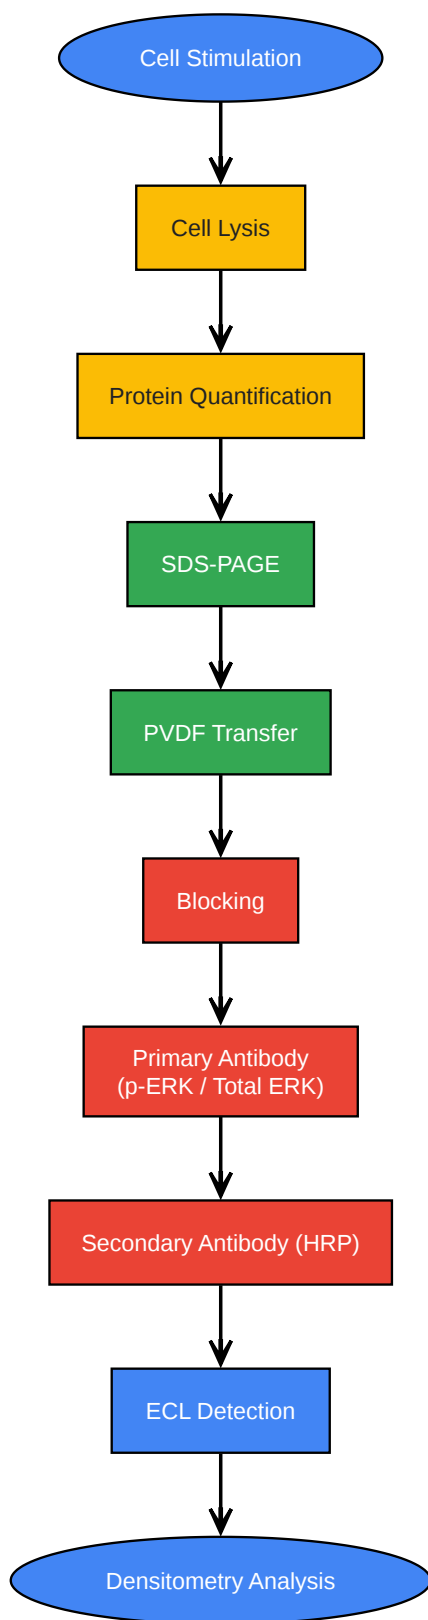 Cell Stimulation
Cell Lysis
Protein Quantification
SDS-PAGE
PVDF Transfer
Blocking
Primary Antibody
(p-ERK / Total ERK)
Secondary Antibody (HRP)
ECL Detection
Densitometry Analysis